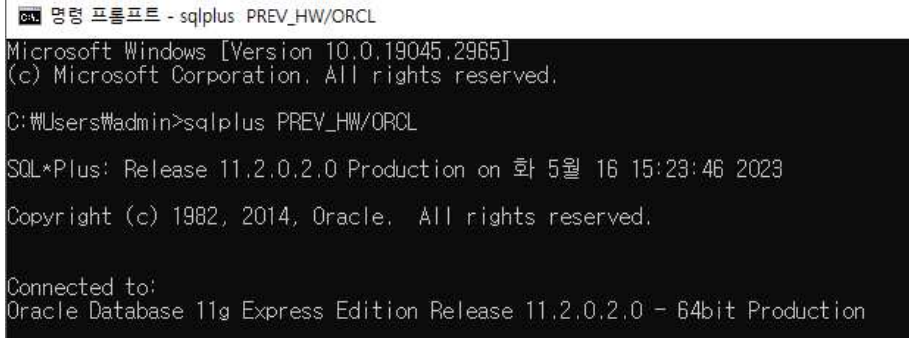 명령 프롬프트 - sqlplus PREV_HW/ORCL
Microsoft Windows [Version 10.0.19045.2965]
(c) Microsoft Corporation. All rights reserved.
C:₩Users₩admin>sqlplus PREV_HW/ORCL
SQL*Plus: Release 11.2.0.2.0 Production on 화 5월 16 15:23:46 2023
Copyright (c) 1982, 2014, Oracle.  All rights reserved.
Connected to:
Oracle Database 11g Express Edition Release 11.2.0.2.0 - 64bit Production